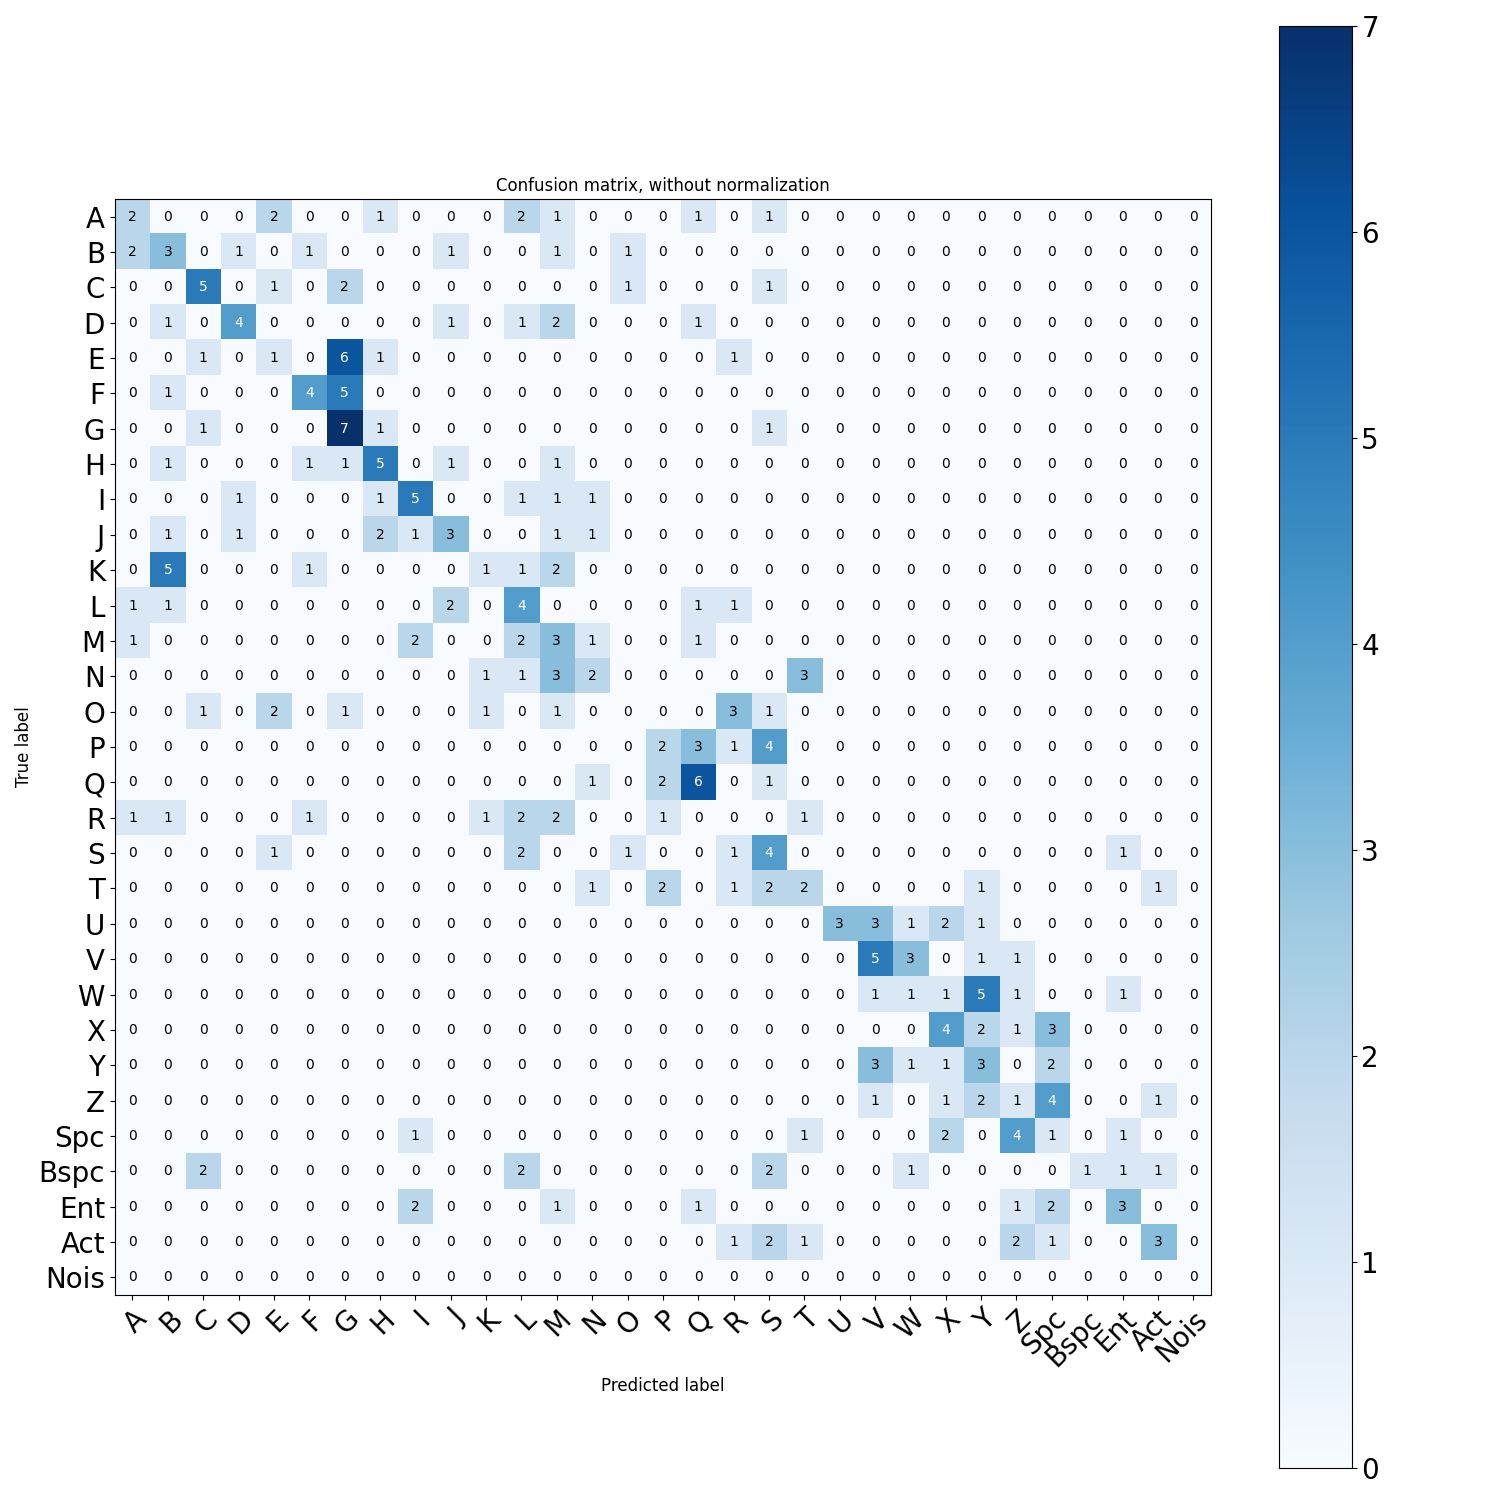 Confusion matrix, without normalization
True label
A 2 0 0 0 2 0 0 1 0 0 0 2 1 0 0 0 1 0 1 0 0 0 0 0 0 0 0 0 0 0 0
B 2 3 0 1 0 1 0 0 0 1 0 0 1 0 1 0 0 0 0 0 0 0 0 0 0 0 0 0 0 0 0
C 0 0 5 0 1 0 2 0 0 0 0 0 0 0 1 0 0 0 1 0 0 0 0 0 0 0 0 0 0 0 0
D 0 1 0 4 0 0 0 0 0 1 0 1 2 0 0 0 1 0 0 0 0 0 0 0 0 0 0 0 0 0 0
E 0 0 1 0 1 0 6 1 0 0 0 0 0 0 0 0 0 1 0 0 0 0 0 0 0 0 0 0 0 0 0
F 0 1 0 0 0 4 5 0 0 0 0 0 0 0 0 0 0 0 0 0 0 0 0 0 0 0 0 0 0 0 0
G 0 0 1 0 0 0 7 1 0 0 0 0 0 0 0 0 0 0 1 0 0 0 0 0 0 0 0 0 0 0 0
H 0 1 0 0 0 1 1 5 0 1 0 0 1 0 0 0 0 0 0 0 0 0 0 0 0 0 0 0 0 0 0
I 0 0 0 1 0 0 0 1 5 0 0 1 1 1 0 0 0 0 0 0 0 0 0 0 0 0 0 0 0 0 0
J 0 1 0 1 0 0 0 2 1 3 0 0 1 1 0 0 0 0 0 0 0 0 0 0 0 0 0 0 0 0 0
K 0 5 0 0 0 1 0 0 0 0 1 1 2 0 0 0 0 0 0 0 0 0 0 0 0 0 0 0 0 0 0
L 1 1 0 0 0 0 0 0 0 2 0 4 0 0 0 0 1 1 0 0 0 0 0 0 0 0 0 0 0 0 0
M 1 0 0 0 0 0 0 0 2 0 0 2 3 1 0 0 1 0 0 0 0 0 0 0 0 0 0 0 0 0 0
N 0 0 0 0 0 0 0 0 0 0 1 1 3 2 0 0 0 0 0 3 0 0 0 0 0 0 0 0 0 0 0
O 0 0 1 0 2 0 1 0 0 0 1 0 1 0 0 0 0 3 1 0 0 0 0 0 0 0 0 0 0 0 0
P 0 0 0 0 0 0 0 0 0 0 0 0 0 0 0 2 3 1 4 0 0 0 0 0 0 0 0 0 0 0 0
Q 0 0 0 0 0 0 0 0 0 0 0 0 0 1 0 2 6 0 1 0 0 0 0 0 0 0 0 0 0 0 0
R 1 1 0 0 0 1 0 0 0 0 1 2 2 0 0 1 0 0 0 1 0 0 0 0 0 0 0 0 0 0 0
S 0 0 0 0 1 0 0 0 0 0 0 2 0 0 1 0 0 1 4 0 0 0 0 0 0 0 0 0 1 0 0
T 0 0 0 0 0 0 0 0 0 0 0 0 0 1 0 2 0 1 2 2 0 0 0 0 1 0 0 0 0 1 0
U 0 0 0 0 0 0 0 0 0 0 0 0 0 0 0 0 0 0 0 0 3 3 1 2 1 0 0 0 0 0 0
V 0 0 0 0 0 0 0 0 0 0 0 0 0 0 0 0 0 0 0 0 0 5 3 0 1 1 0 0 0 0 0
W 0 0 0 0 0 0 0 0 0 0 0 0 0 0 0 0 0 0 0 0 0 1 1 1 5 1 0 0 1 0 0
X 0 0 0 0 0 0 0 0 0 0 0 0 0 0 0 0 0 0 0 0 0 0 0 4 2 1 3 0 0 0 0
Y 0 0 0 0 0 0 0 0 0 0 0 0 0 0 0 0 0 0 0 0 0 3 1 1 3 0 2 0 0 0 0
Z 0 0 0 0 0 0 0 0 0 0 0 0 0 0 0 0 0 0 0 0 0 1 0 1 2 1 4 0 0 1 0
Spc 0 0 0 0 0 0 0 0 1 0 0 0 0 0 0 0 0 0 0 1 0 0 0 2 0 4 1 0 1 0 0
Bspc 0 0 2 0 0 0 0 0 0 0 0 2 0 0 0 0 0 0 2 0 0 0 1 0 0 0 0 1 1 1 0
Ent 0 0 0 0 0 0 0 0 2 0 0 0 1 0 0 0 1 0 0 0 0 0 0 0 0 1 2 0 3 0 0
Act 0 0 0 0 0 0 0 0 0 0 0 0 0 0 0 0 0 1 2 1 0 0 0 0 0 2 1 0 0 3 0
Nois 0 0 0 0 0 0 0 0 0 0 0 0 0 0 0 0 0 0 0 0 0 0 0 0 0 0 0 0 0 0 0
A B C D E F G H I J K L M N O P Q R S T U V W X Y Z Spc Bspc Ent Act Nois
Predicted label
7
6
5
4
3
2
1
0